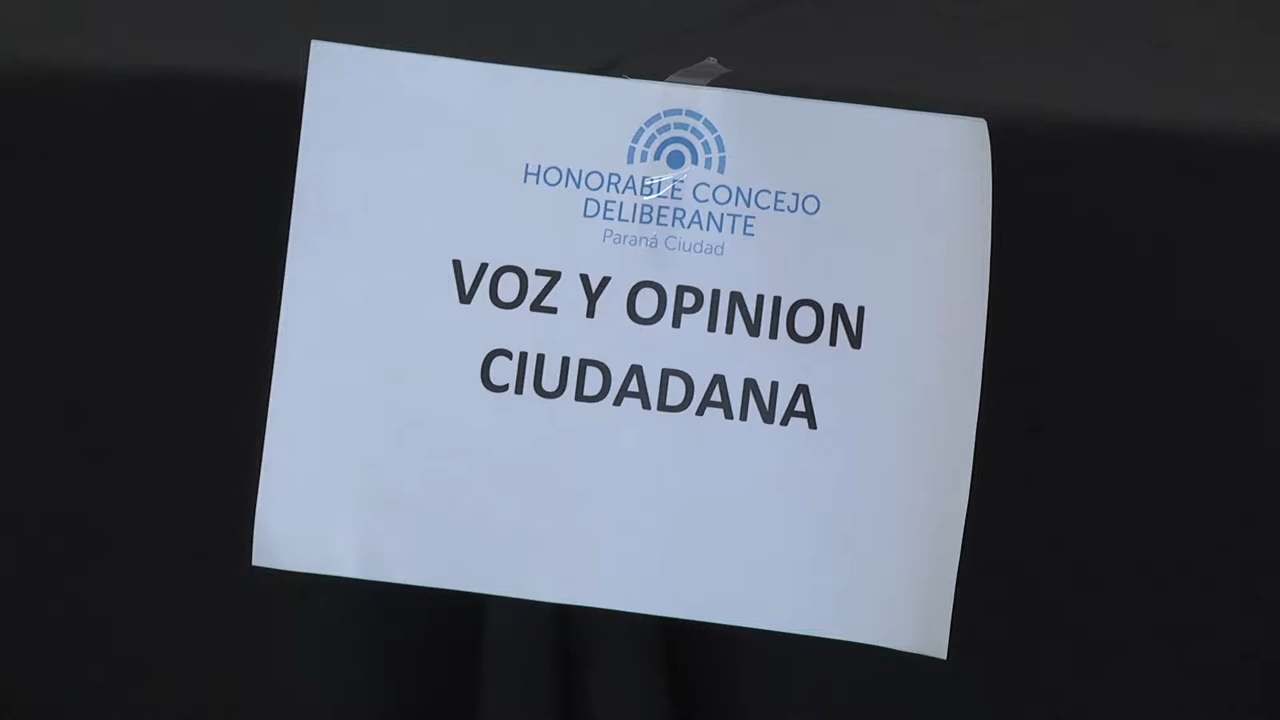 HONORABLE CONCEJO
DELIBERANTE
Paraná Ciudad
VOZ Y OPINION
CIUDADANA